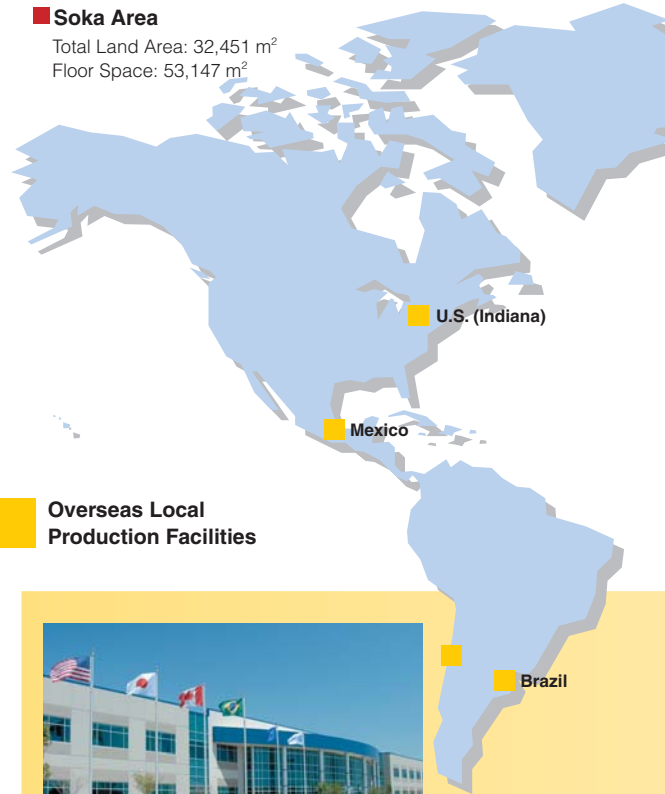 Soka Area
Total Land Area: 32,451 m²
Floor Space: 53,147 m²
U.S. (Indiana)
Mexico
Overseas Local
Production Facilities
Brazil